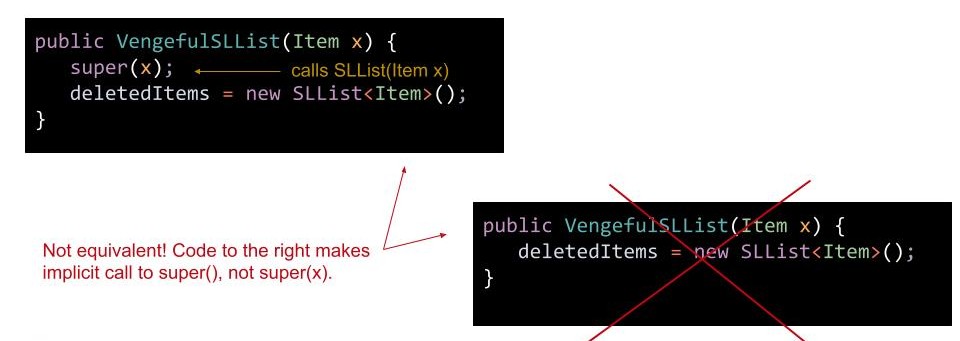 public VengefulSLList(Item x) {
super(x); calls SLList(Item x)
deletedItems = new SLList<Item>();
}
Not equivalent! Code to the right makes
implicit call to super(), not super(x).
public VengefulSLList(Item x) {
deletedItems = new SLList<Item>();
}